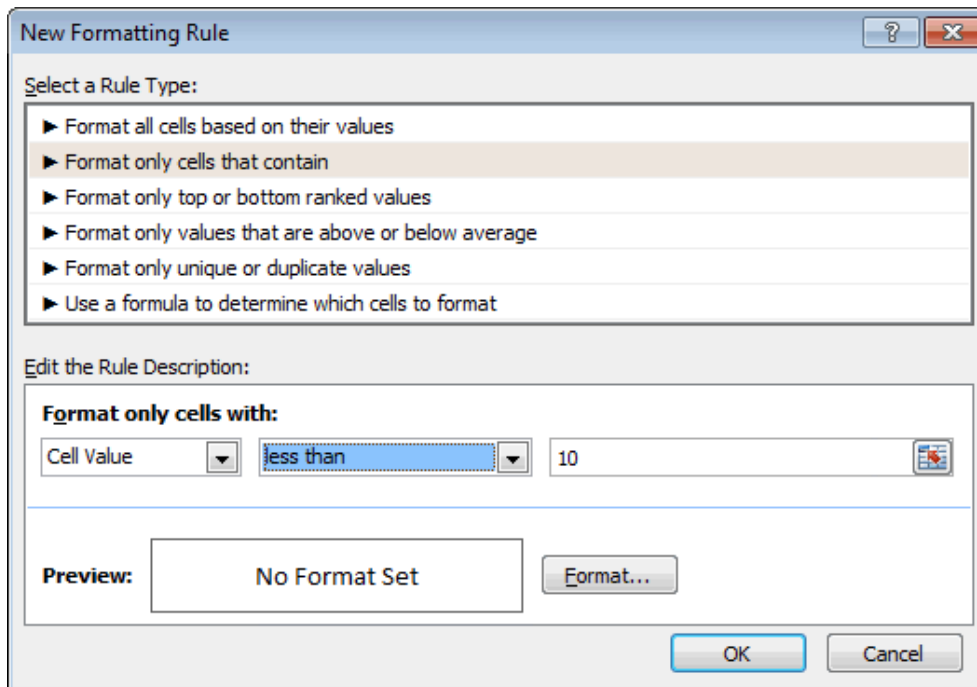 New Formatting Rule
Select a Rule Type:
► Format all cells based on their values
► Format only cells that contain
► Format only top or bottom ranked values
► Format only values that are above or below average
► Format only unique or duplicate values
► Use a formula to determine which cells to format
Edit the Rule Description:
Format only cells with:
Cell Value less than 10
Preview: No Format Set Format...
OK Cancel